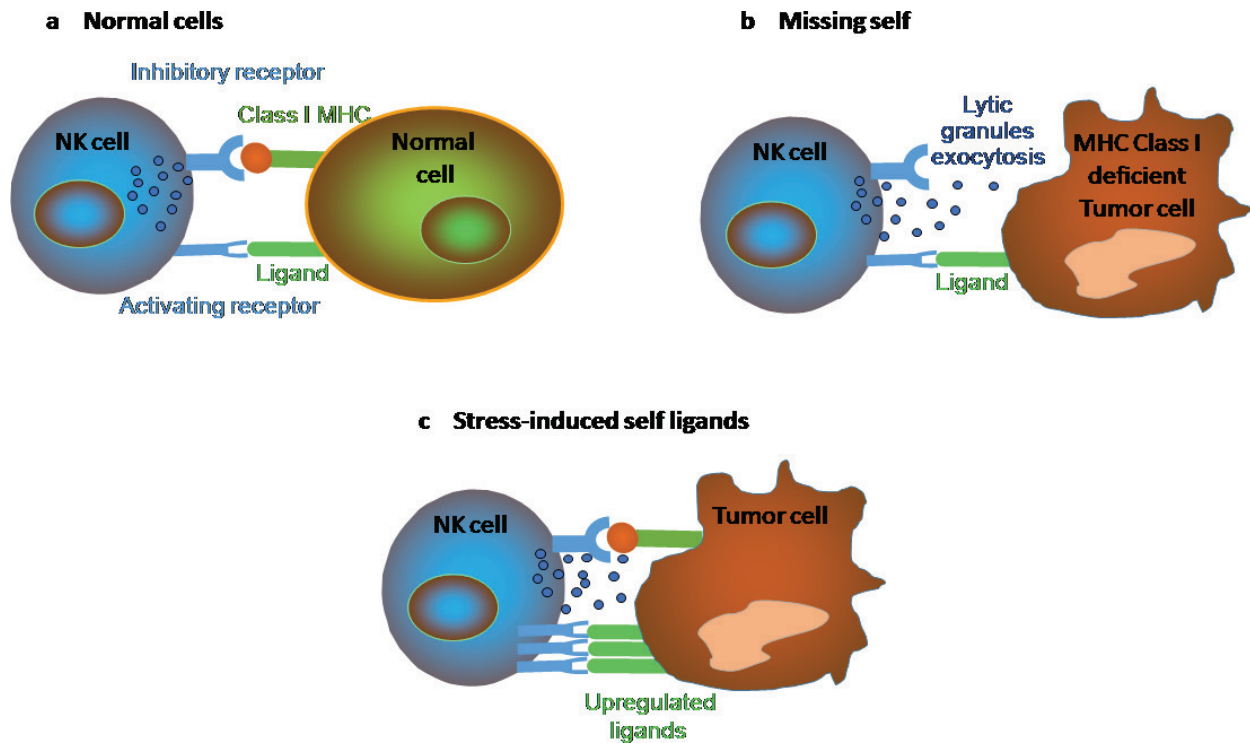 a Normal cells
Inhibitory receptor
Class I MHC
NK cell
Normal
cell
Ligand
Activating receptor
b Missing self
Lytic
granules
exocytosis
NK cell
MHC Class I
deficient
Tumor cell
Ligand
c Stress-induced self ligands
NK cell
Tumor cell
Upregulated
ligands